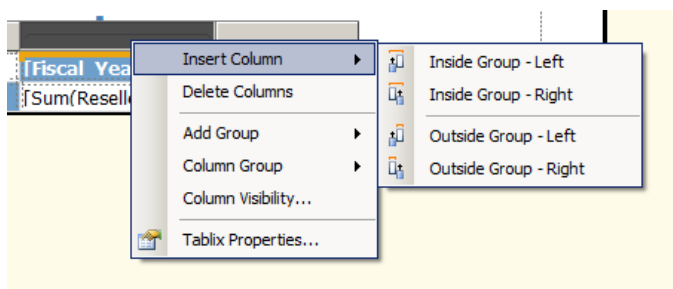 Insert Column
Inside Group - Left
[Fiscal Yea
Inside Group - Right
Delete Columns
[Sum(Reselle
Add Group
Outside Group - Left
Column Group
Outside Group - Right
Column Visibility...
Tablix Properties...